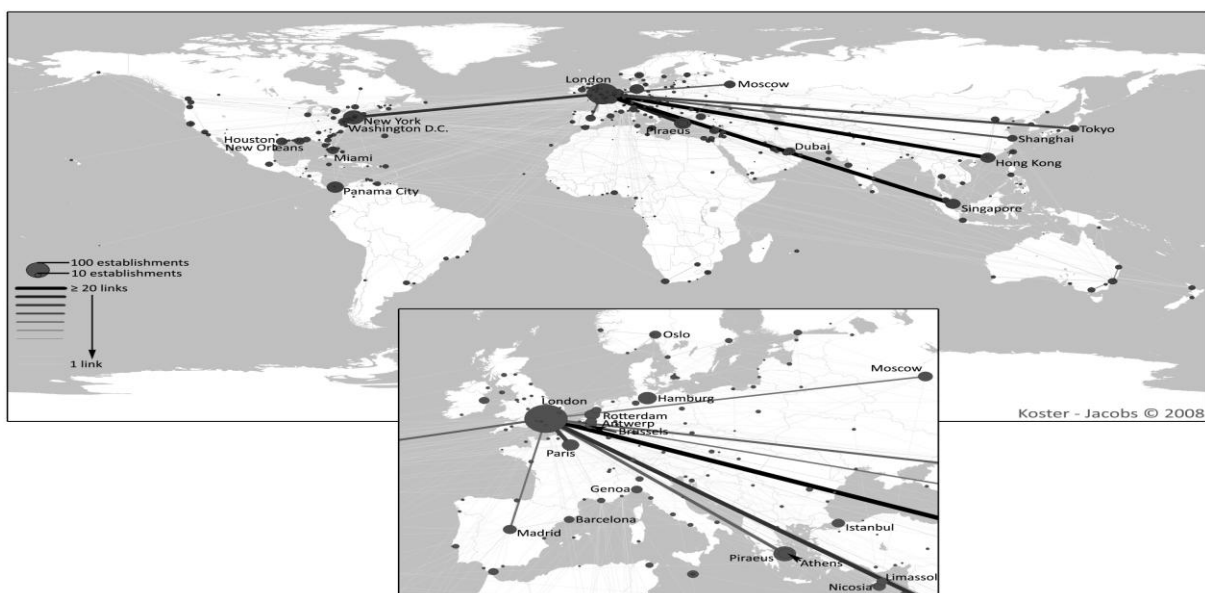 London
Moscow
New York
Washington D.C.
Houston
New Orleans
Miami
Panama City
Piraeus
Dubai
Tokyo
Shanghai
Hong Kong
Singapore
100 establishments
10 establishments
≥ 20 links
1 link
Koster - Jacobs © 2008
Oslo
Moscow
London
Hamburg
Rotterdam
Antwerp
Brussels
Paris
Genoa
Barcelona
Madrid
Istanbul
Piraeus
Athens
Limassol
Nicosia